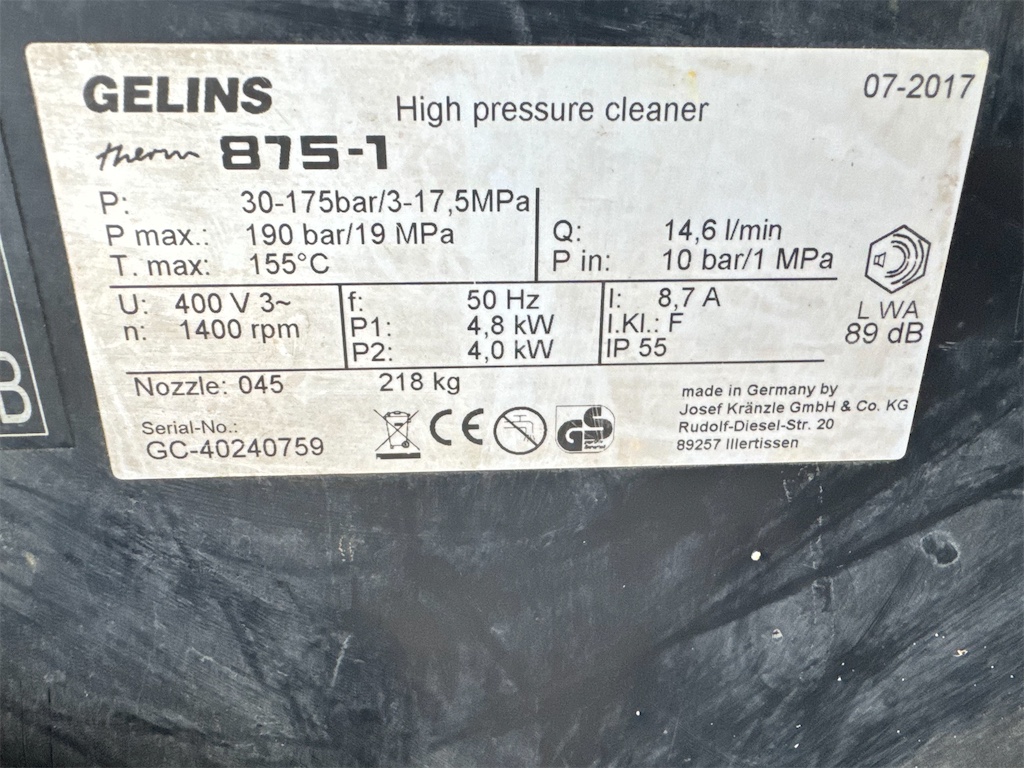 GELINS
High pressure cleaner
07-2017
therm 875-1
P: 30-175bar/3-17,5MPa
P max.: 190 bar/19 MPa
T. max: 155°C
Q: 14,6 l/min
P in: 10 bar/1 MPa
L WA
89 dB
U: 400 V 3~
n: 1400 rpm
f: 50 Hz
P1: 4,8 kW
P2: 4,0 kW
I: 8,7 A
I.Kl.: F
IP 55
Nozzle: 045
218 kg
Serial-No.:
GC-40240759
CE
GS
made in Germany by
Josef Kränzle GmbH & Co. KG
Rudolf-Diesel-Str. 20
89257 Illertissen
B